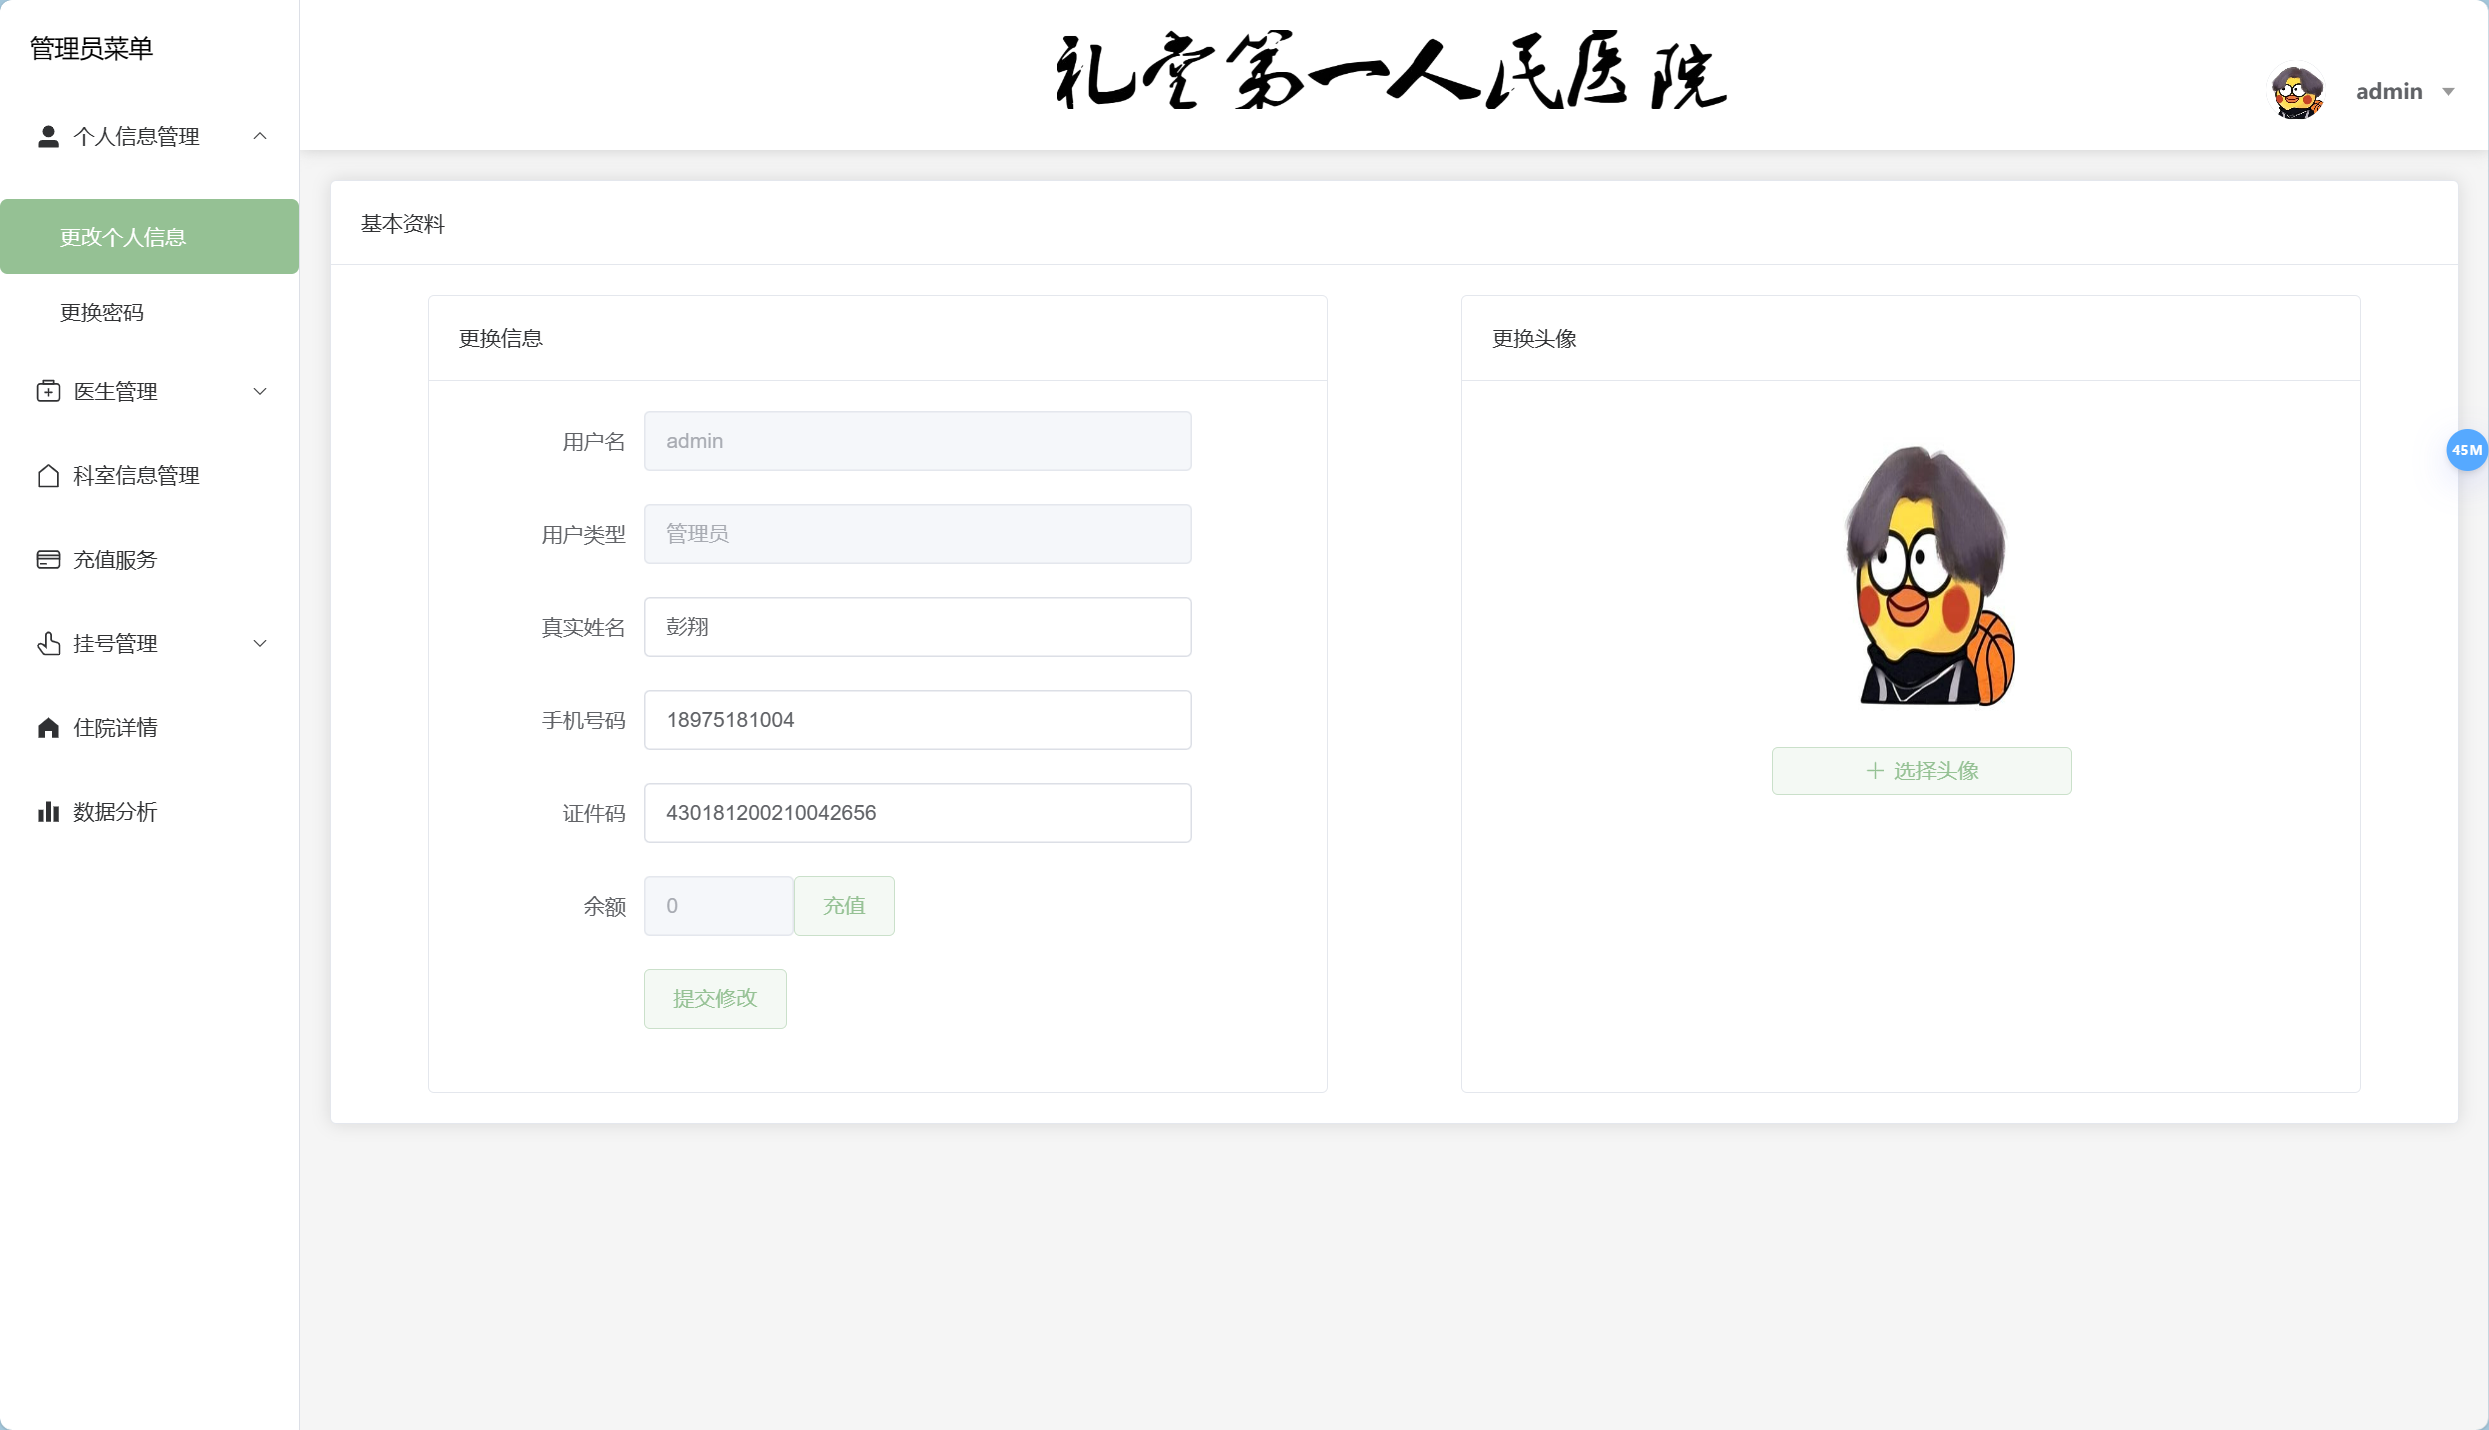 管理员菜单
礼堂第一人民医院
admin
个人信息管理
更改个人信息
更换密码
医生管理
科室信息管理
充值服务
挂号管理
住院详情
数据分析
基本资料
更换信息
用户名 admin
用户类型 管理员
真实姓名 彭翔
手机号码 18975181004
证件码 430181200210042656
余额 0 充值
提交修改
更换头像
选择头像
45M